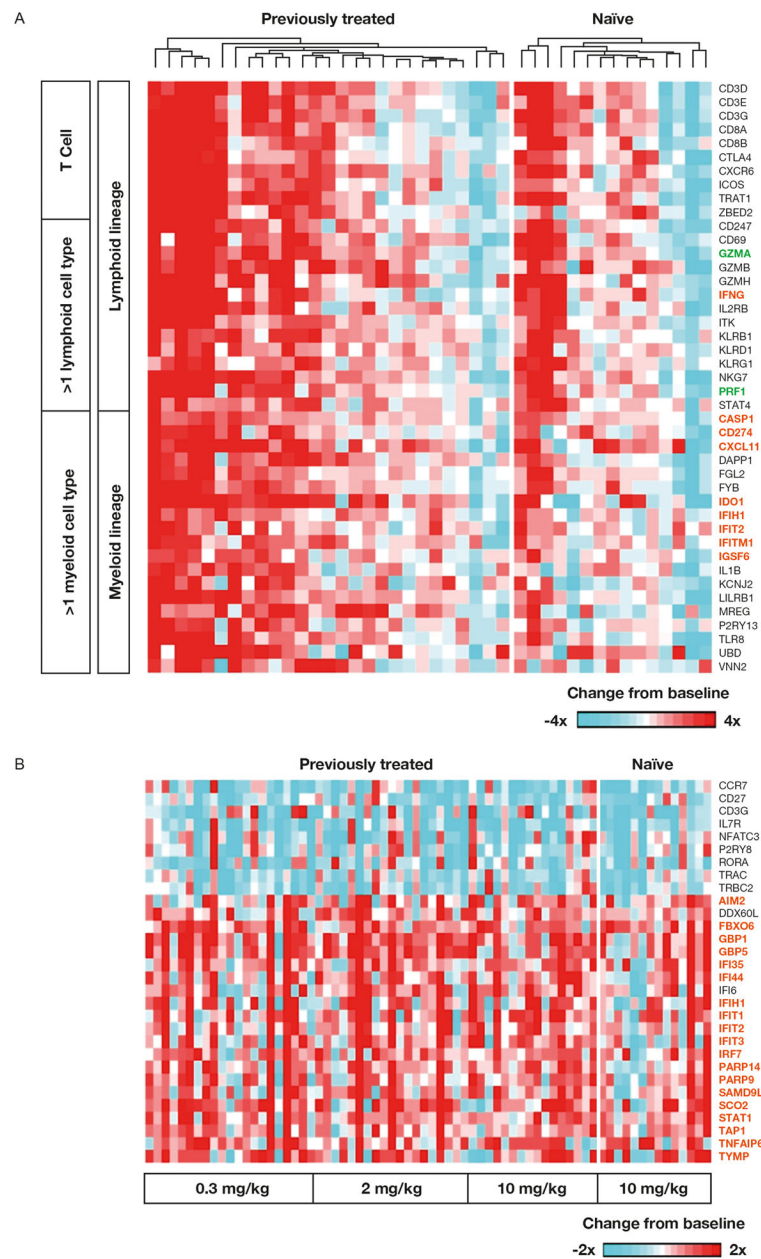 A
Previously treated
Naïve
T Cell
>1 lymphoid cell type
>1 myeloid cell type
Lymphoid lineage
Myeloid lineage
CD3D
CD3E
CD3G
CD8A
CD8B
CTLA4
CXCR6
ICOS
TRAT1
ZBED2
CD247
CD69
GZMA
GZMB
GZMH
IFNG
IL2RB
ITK
KLRB1
KLRD1
KLRG1
NKG7
PRF1
STAT4
CASP1
CD274
CXCL11
DAPP1
FGL2
FYB
IDO1
IFIH1
IFIT2
IFITM1
IGSF6
IL1B
KCNJ2
LILRB1
MREG
P2RY13
TLR8
UBD
VNN2
Change from baseline
-4x 4x
B
Previously treated
Naïve
CCR7
CD27
CD3G
IL7R
NFATC3
P2RY8
RORA
TRAC
TRBC2
AIM2
DDX60L
FBXO6
GBP1
GBP5
IFI35
IFI44
IFI6
IFIH1
IFIT1
IFIT2
IFIT3
IRF7
PARP14
PARP9
SAMD9L
SCO2
STAT1
TAP1
TNFAIP6
TYMP
0.3 mg/kg 2 mg/kg 10 mg/kg 10 mg/kg
Change from baseline
-2x 2x